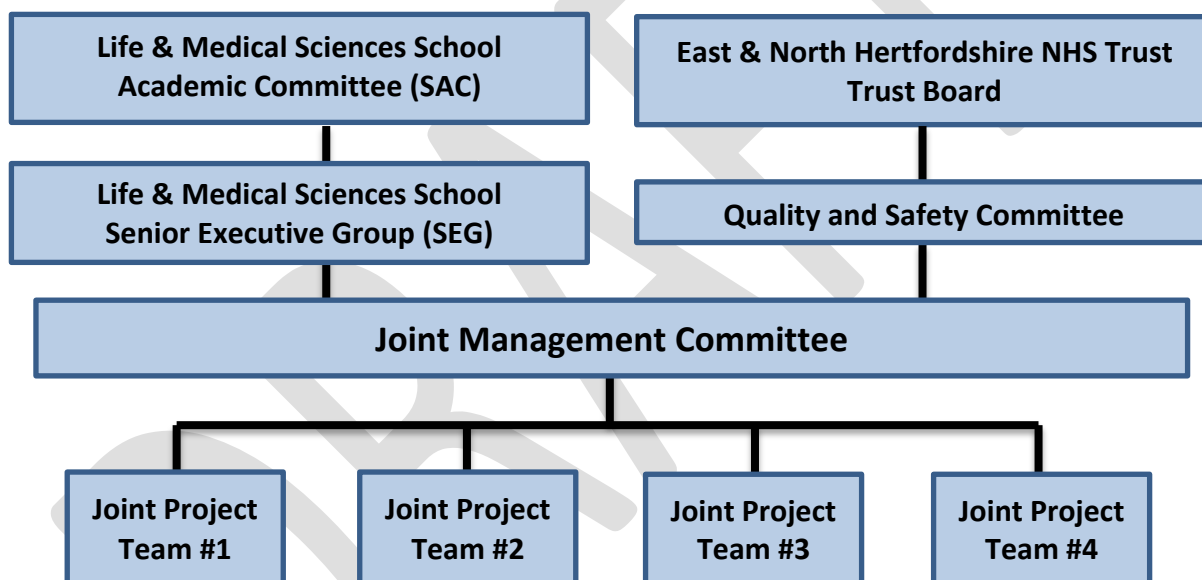 Life & Medical Sciences School
Academic Committee (SAC)
East & North Hertfordshire NHS Trust
Trust Board
Life & Medical Sciences School
Senior Executive Group (SEG)
Quality and Safety Committee
Joint Management Committee
Joint Project
Team #1
Joint Project
Team #2
Joint Project
Team #3
Joint Project
Team #4
DRAFT